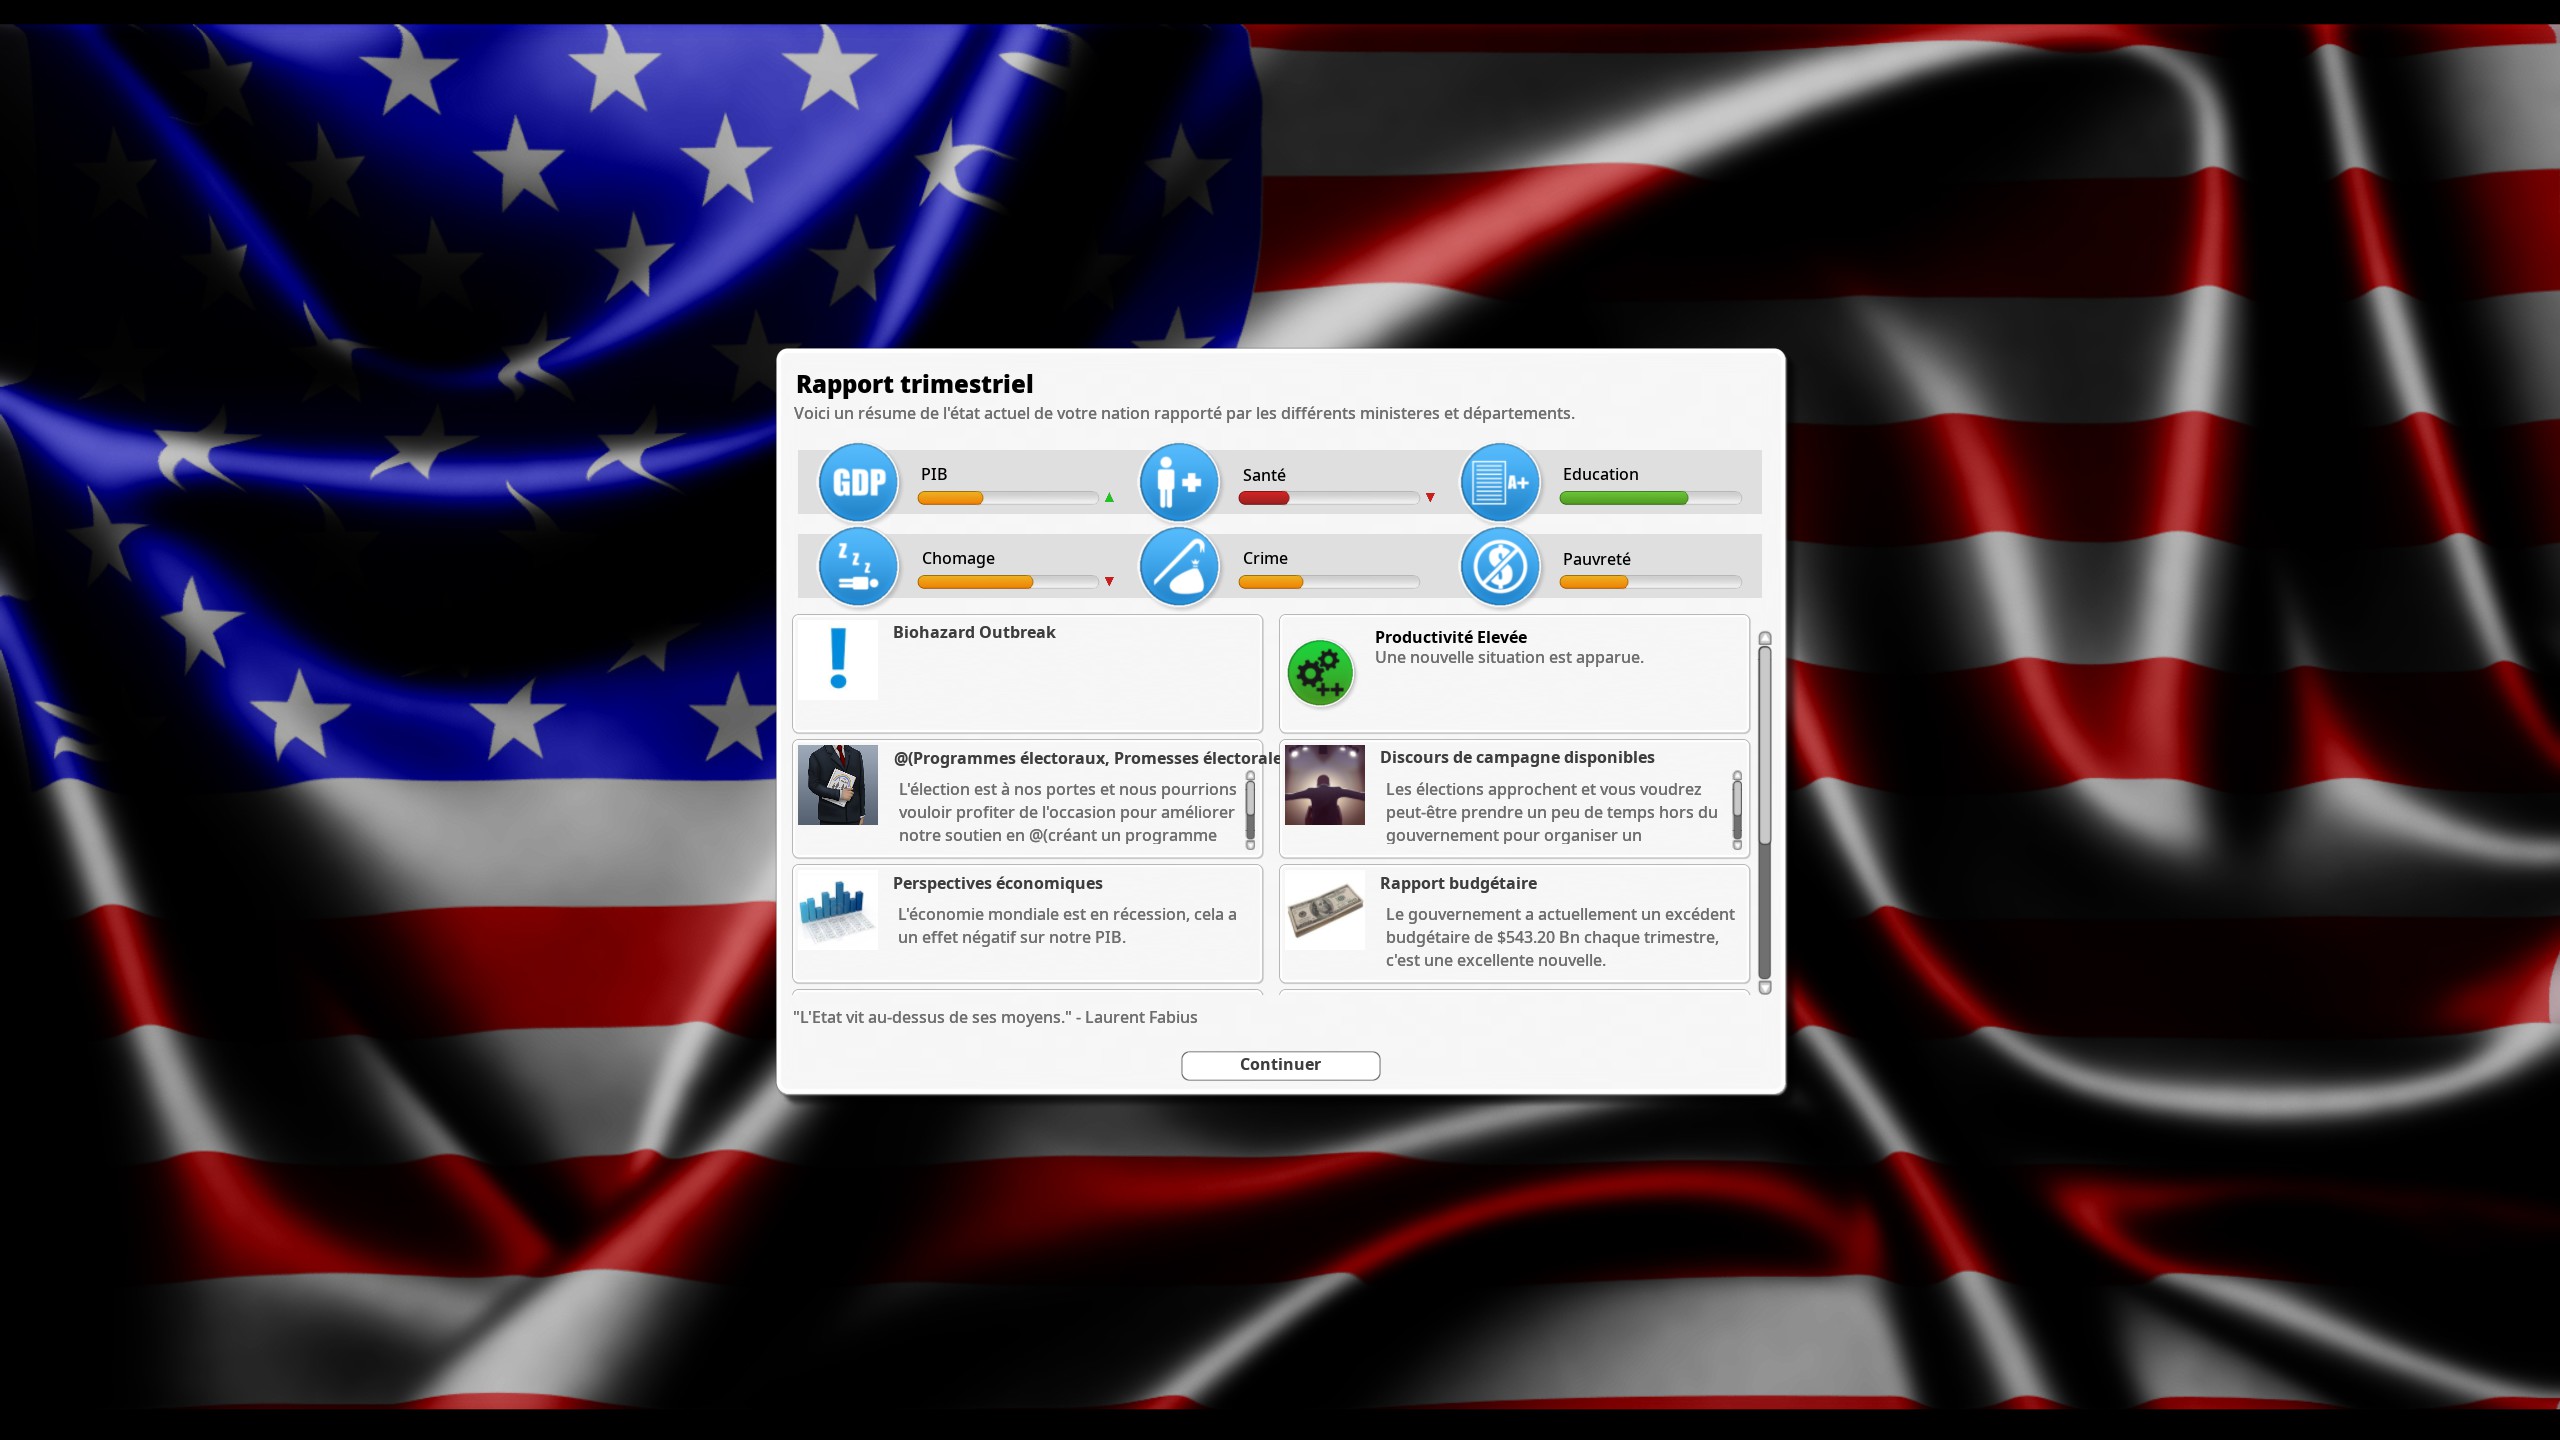 Rapport trimestriel
Voici un résume de l'état actuel de votre nation rapporté par les différents ministeres et départements.
GDP
PIB
Santé
A+
Education
z z z
Chomage
Crime
$
Pauvreté
!
Biohazard Outbreak
++
Productivité Elevée
Une nouvelle situation est apparue.
@(Programmes électoraux, Promesses électorale
L'élection est à nos portes et nous pourrions
vouloir profiter de l'occasion pour améliorer
notre soutien en @(créant un programme
Discours de campagne disponibles
Les élections approchent et vous voudrez
peut-être prendre un peu de temps hors du
gouvernement pour organiser un
Perspectives économiques
L'économie mondiale est en récession, cela a
un effet négatif sur notre PIB.
Rapport budgétaire
Le gouvernement a actuellement un excédent
budgétaire de $543.20 Bn chaque trimestre,
c'est une excellente nouvelle.
"L'Etat vit au-dessus de ses moyens." - Laurent Fabius
Continuer